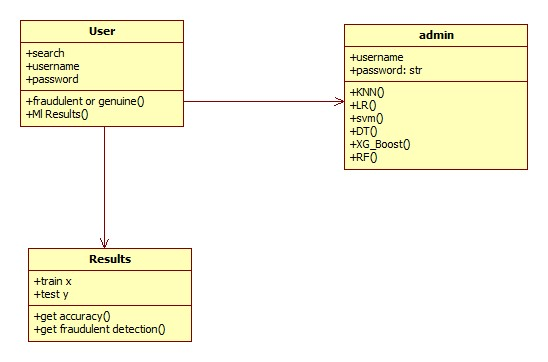 User
+search
+username
+password
+fraudulent or genuine()
+Ml Results()
admin
+username
+password: str
+KNN()
+LR()
+svm()
+DT()
+XG_Boost()
+RF()
Results
+train x
+test y
+get accuracy()
+get fraudulent detection()